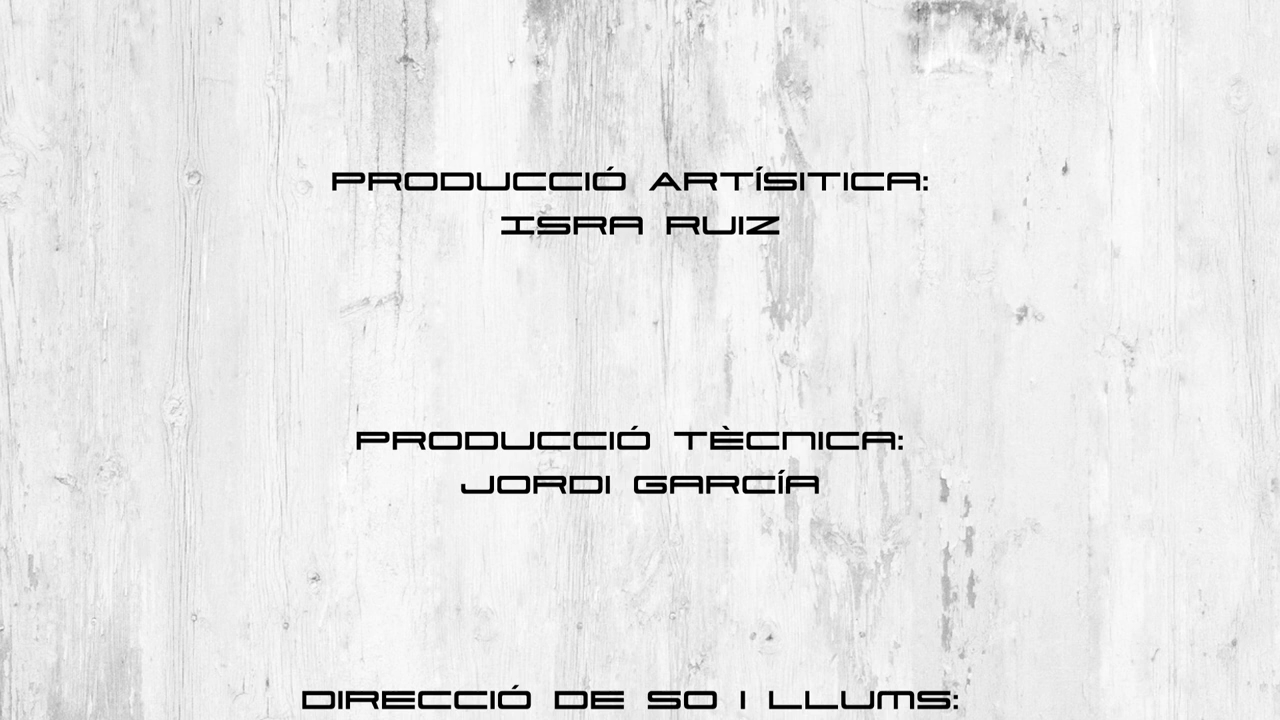 PRODUCCIÓ ARTÍSITICA:
ISRA RUIZ
PRODUCCIÓ TÈCNICA:
JORDI GARCÍA
DIRECCIÓ DE SO I LLUMS: